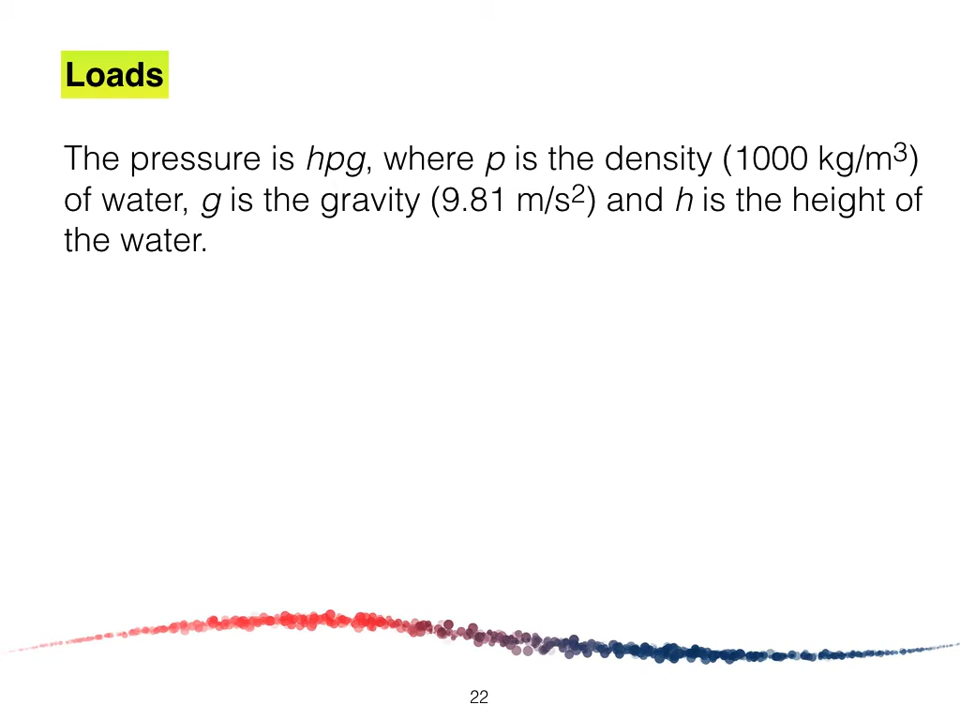 Loads
The pressure is hpg, where p is the density (1000 kg/m³)
of water, g is the gravity (9.81 m/s²) and h is the height of
the water.
22